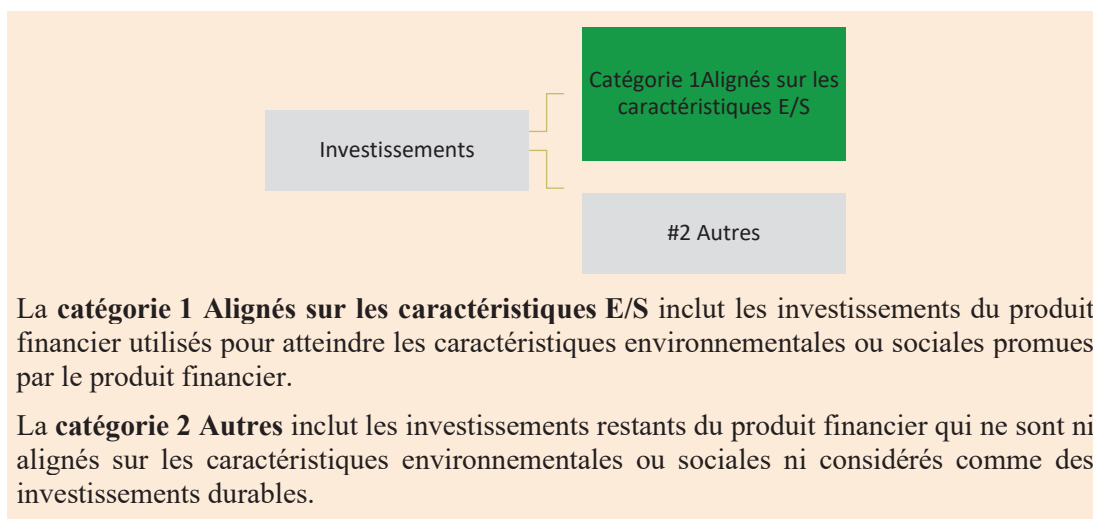 Catégorie 1Alignés sur les
caractéristiques E/S
Investissements
#2 Autres
La catégorie 1 Alignés sur les caractéristiques E/S inclut les investissements du produit
financier utilisés pour atteindre les caractéristiques environnementales ou sociales promues
par le produit financier.
La catégorie 2 Autres inclut les investissements restants du produit financier qui ne sont ni
alignés sur les caractéristiques environnementales ou sociales ni considérés comme des
investissements durables.